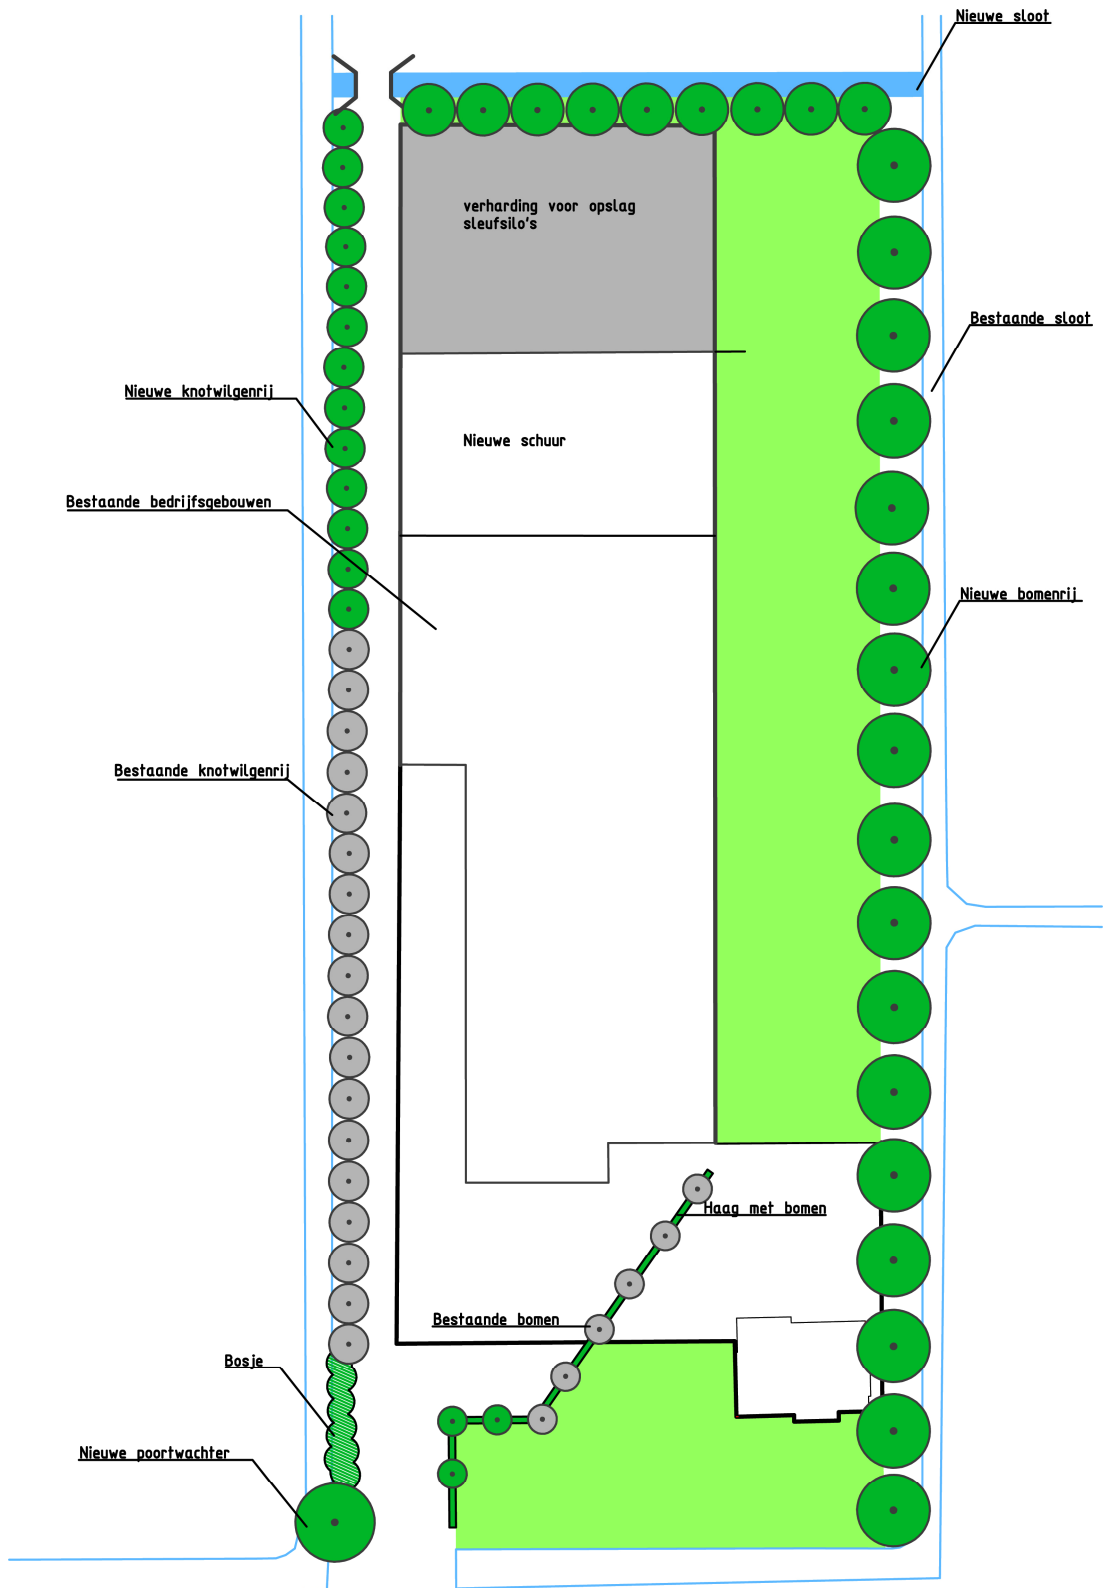 Nieuwe sloot
verharding voor opslag
sleufsilo's
Bestaande sloot
Nieuwe knotwilgenrij
Nieuwe schuur
Bestaande bedrijfsgebouwen
Nieuwe bomenrij
Bestaande knotwilgenrij
Haag met bomen
Bestaande bomen
Bosje
Nieuwe poortwachter